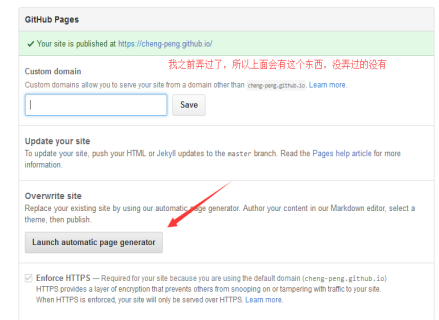 GitHub Pages
✓ Your site is published at https://cheng-peng.github.io/
我之前弄过了，所以上面会有这个东西，没弄过的没有
Custom domain
Custom domains allow you to serve your site from a domain other than cheng-peng.github.io. Learn more.
Save
Update your site
To update your site, push your HTML or Jekyll updates to the master branch. Read the Pages help article for more
information.
Overwrite site
Replace your existing site by using our automatic page generator. Author your content in our Markdown editor, select a
theme, then publish.
Launch automatic page generator
Enforce HTTPS — Required for your site because you are using the default domain (cheng-peng.github.io)
HTTPS provides a layer of encryption that prevents others from snooping on or tampering with traffic to your site.
When HTTPS is enforced, your site will only be served over HTTPS. Learn more.